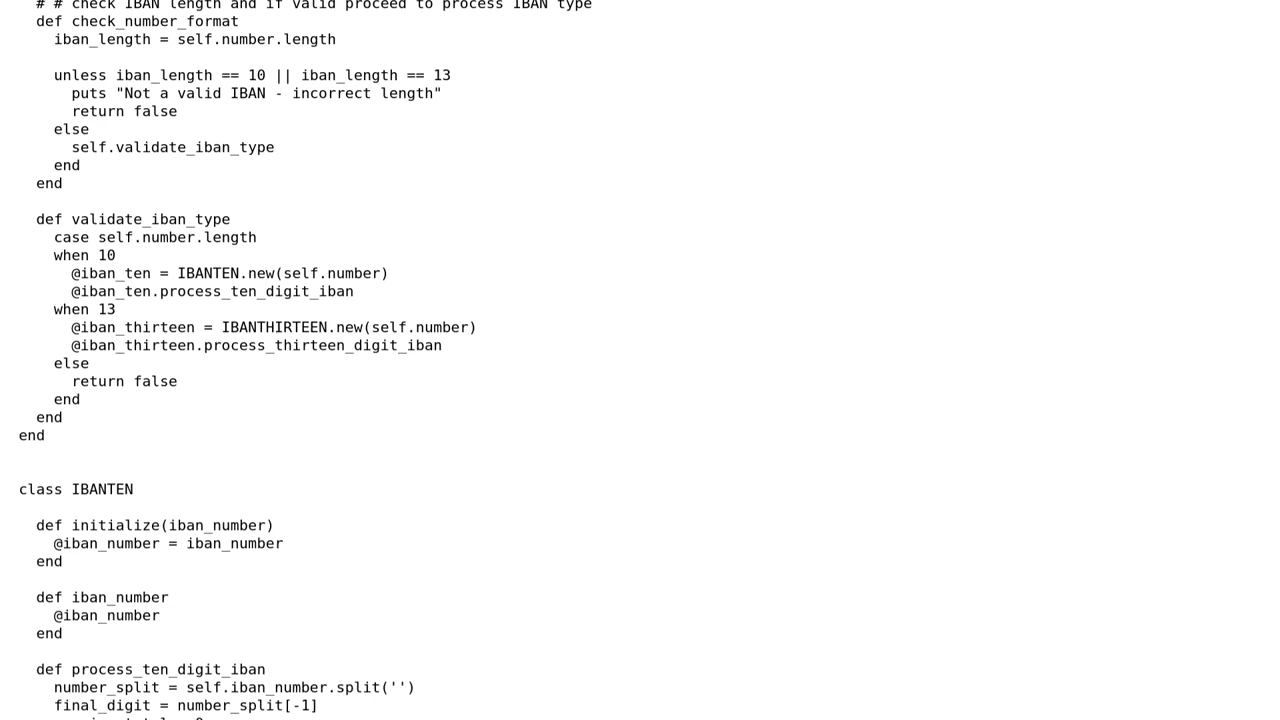 # # check IBAN length and if valid proceed to process IBAN type
def check_number_format
iban_length = self.number.length
unless iban_length == 10 || iban_length == 13
puts "Not a valid IBAN - incorrect length"
return false
else
self.validate_iban_type
end
end
def validate_iban_type
case self.number.length
when 10
@iban_ten = IBANTEN.new(self.number)
@iban_ten.process_ten_digit_iban
when 13
@iban_thirteen = IBANTHIRTEEN.new(self.number)
@iban_thirteen.process_thirteen_digit_iban
else
return false
end
end
end
class IBANTEN
def initialize(iban_number)
@iban_number = iban_number
end
def iban_number
@iban_number
end
def process_ten_digit_iban
number_split = self.iban_number.split('')
final_digit = number_split[-1]